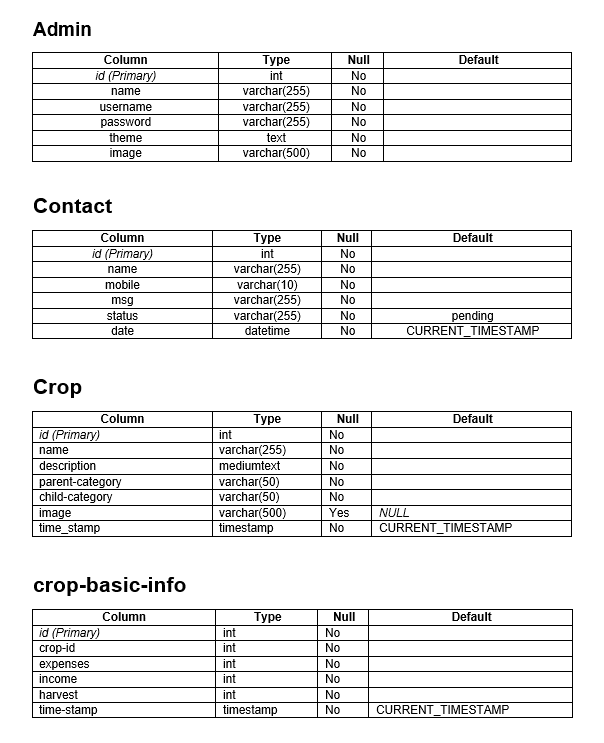 Admin
Column Type Null Default
id (Primary) int No
name varchar(255) No
username varchar(255) No
password varchar(255) No
theme text No
image varchar(500) No
Contact
Column Type Null Default
id (Primary) int No
name varchar(255) No
mobile varchar(10) No
msg varchar(255) No
status varchar(255) No pending
date datetime No CURRENT_TIMESTAMP
Crop
Column Type Null Default
id (Primary) int No
name varchar(255) No
description mediumtext No
parent-category varchar(50) No
child-category varchar(50) No
image varchar(500) Yes NULL
time_stamp timestamp No CURRENT_TIMESTAMP
crop-basic-info
Column Type Null Default
id (Primary) int No
crop-id int No
expenses int No
income int No
harvest int No
time-stamp timestamp No CURRENT_TIMESTAMP